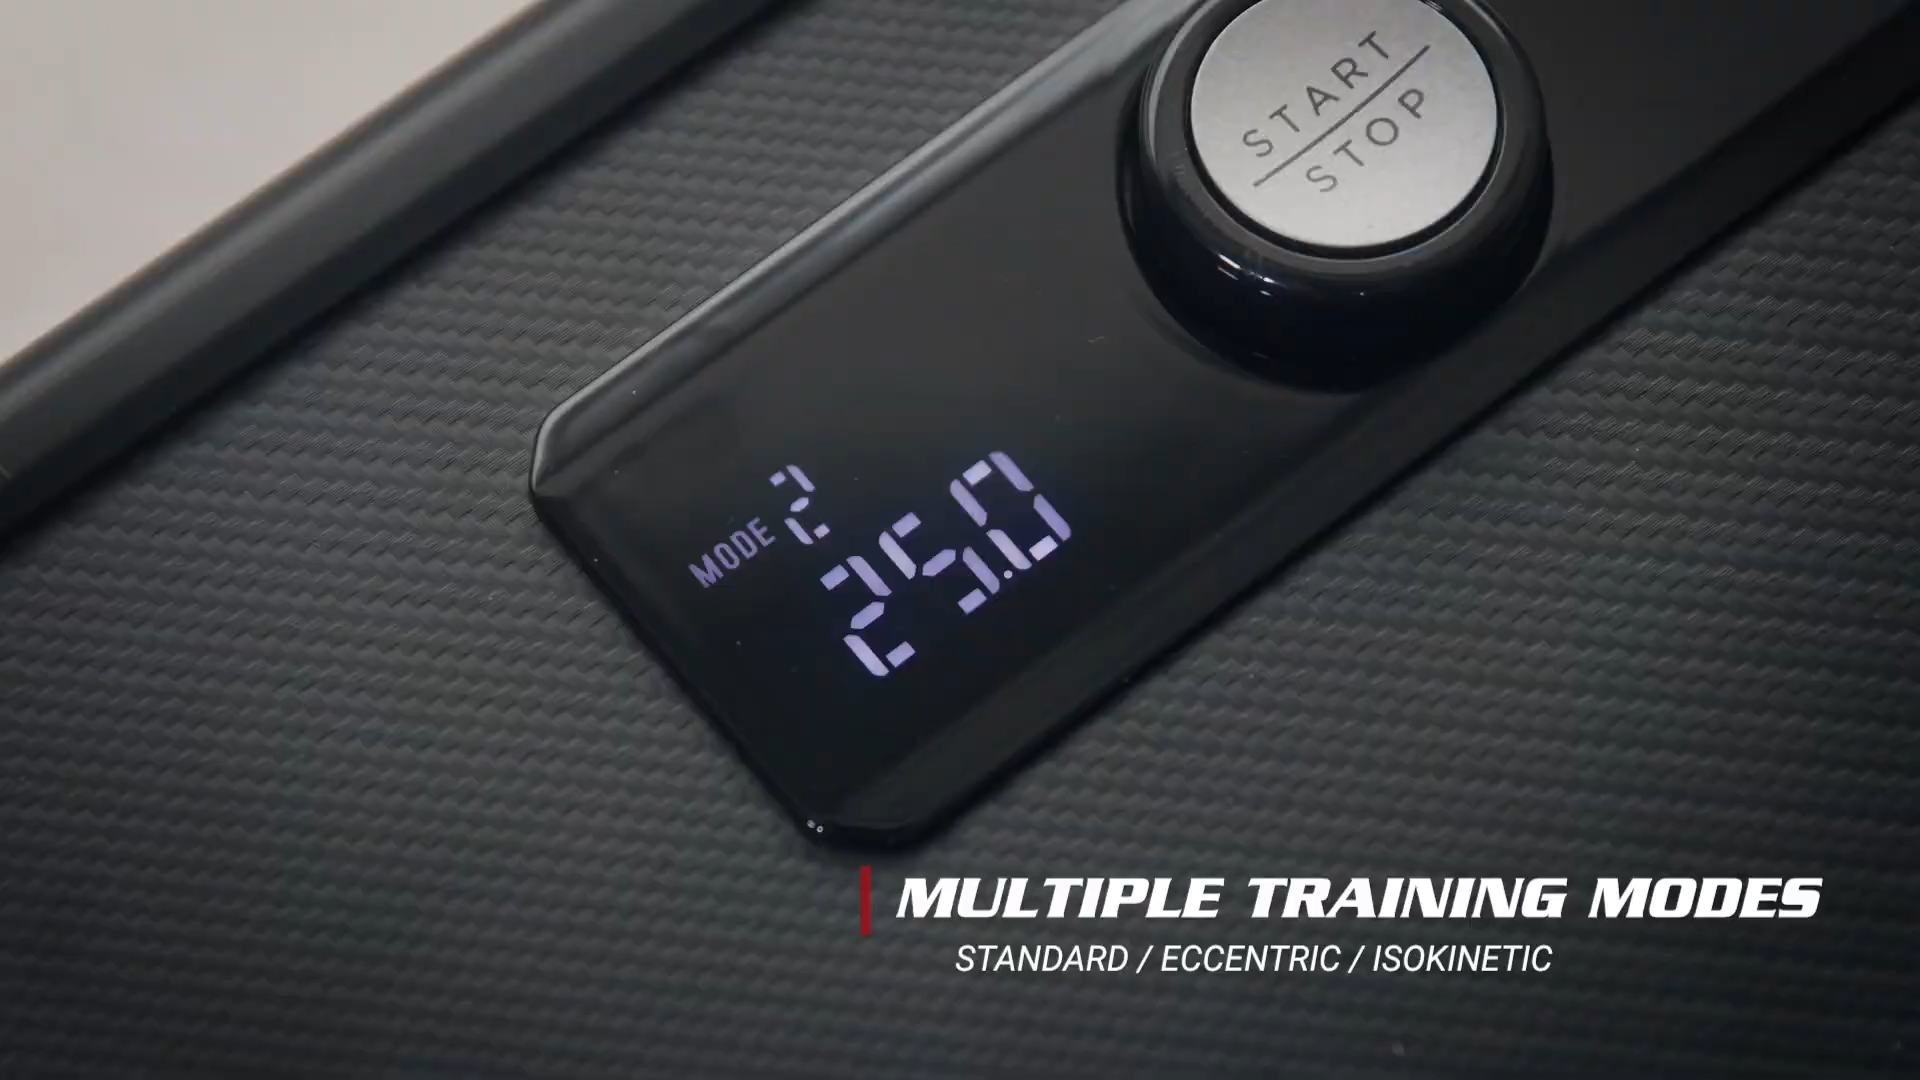 START
STOP
MODE 2
25.0
MULTIPLE TRAINING MODES
STANDARD / ECCENTRIC / ISOKINETIC